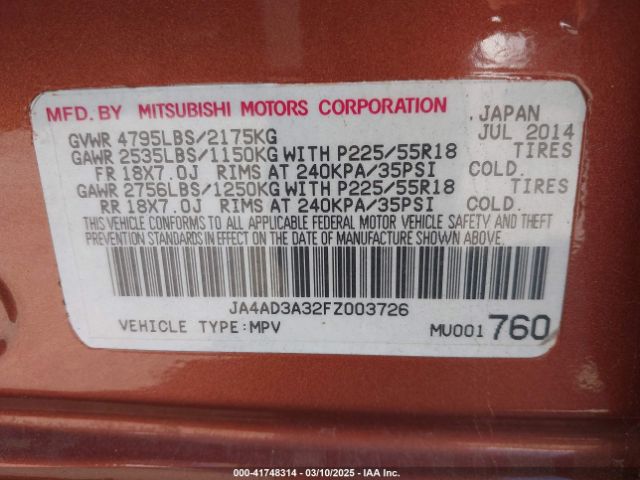 MFD. BY MITSUBISHI MOTORS CORPORATION JAPAN
GVWR 4795LBS/2175KG JUL 2014
GAWR 2535LBS/1150KG WITH P225/55R18 TIRES
FR 18X7.0J RIMS AT 240KPA/35PSI COLD.
GAWR 2756LBS/1250KG WITH P225/55R18 TIRES
RR 18X7.0J RIMS AT 240KPA/35PSI COLD.
THIS VEHICLE CONFORMS TO ALL APPLICABLE FEDERAL MOTOR VEHICLE SAFETY AND THEFT
PREVENTION STANDARDS IN EFFECT ON THE DATE OF MANUFACTURE SHOWN ABOVE.
JA4AD3A32FZ003726
VEHICLE TYPE:MPV MU001 760
000-41748314 - 03/10/2025 - IAA, Inc.